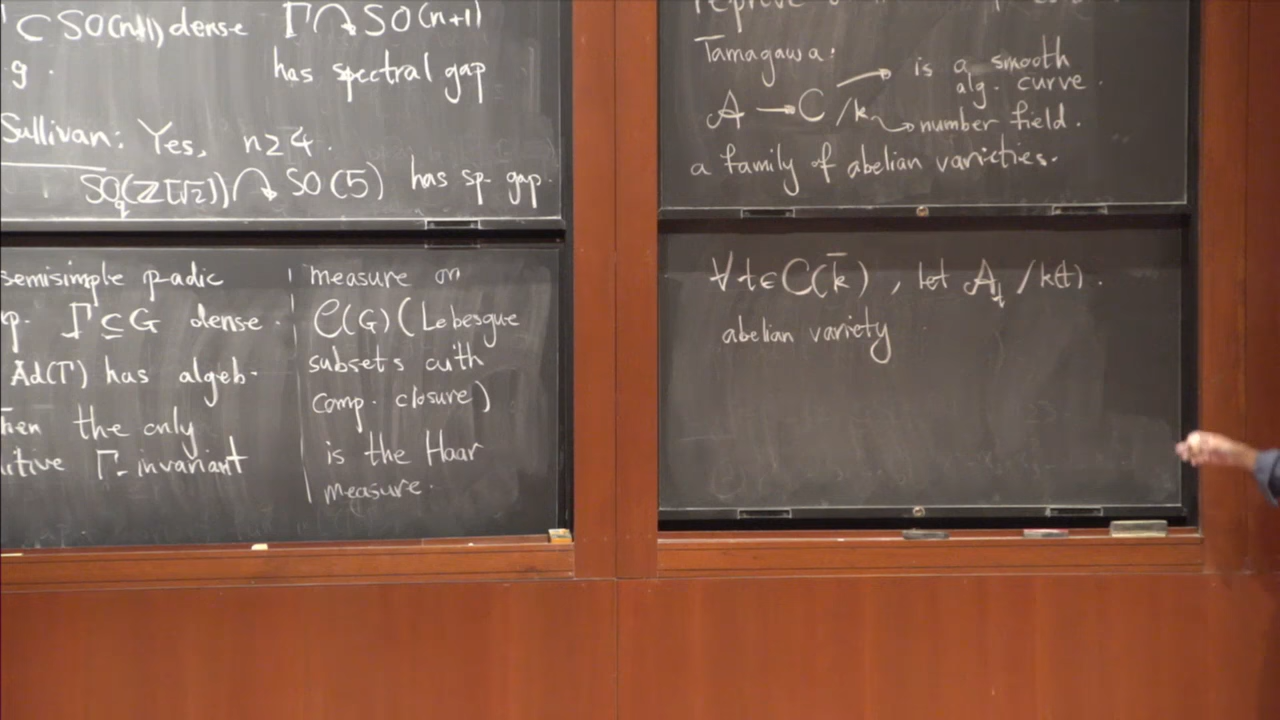 ⊂ SO(n+1) dense Γ ↷ SO(n+1)
g. has spectral gap
Sullivan: Yes, n≥4.
SO_q(ℤ[√2]) ↷ SO(5) has sp. gap.
semisimple p-adic
gp. Γ ⊆ G dense.
Ad(Γ) has algeb-
the only
Γ-invariant
measure on
C(G) (Lebesgue
subsets with
comp. closure)
is the Haar
measure.
Tamagawa:
is a smooth
alg. curve.
A → C /k → number field.
a family of abelian varieties.
∀t∈C(k̄), let A_t /k(t).
abelian variety